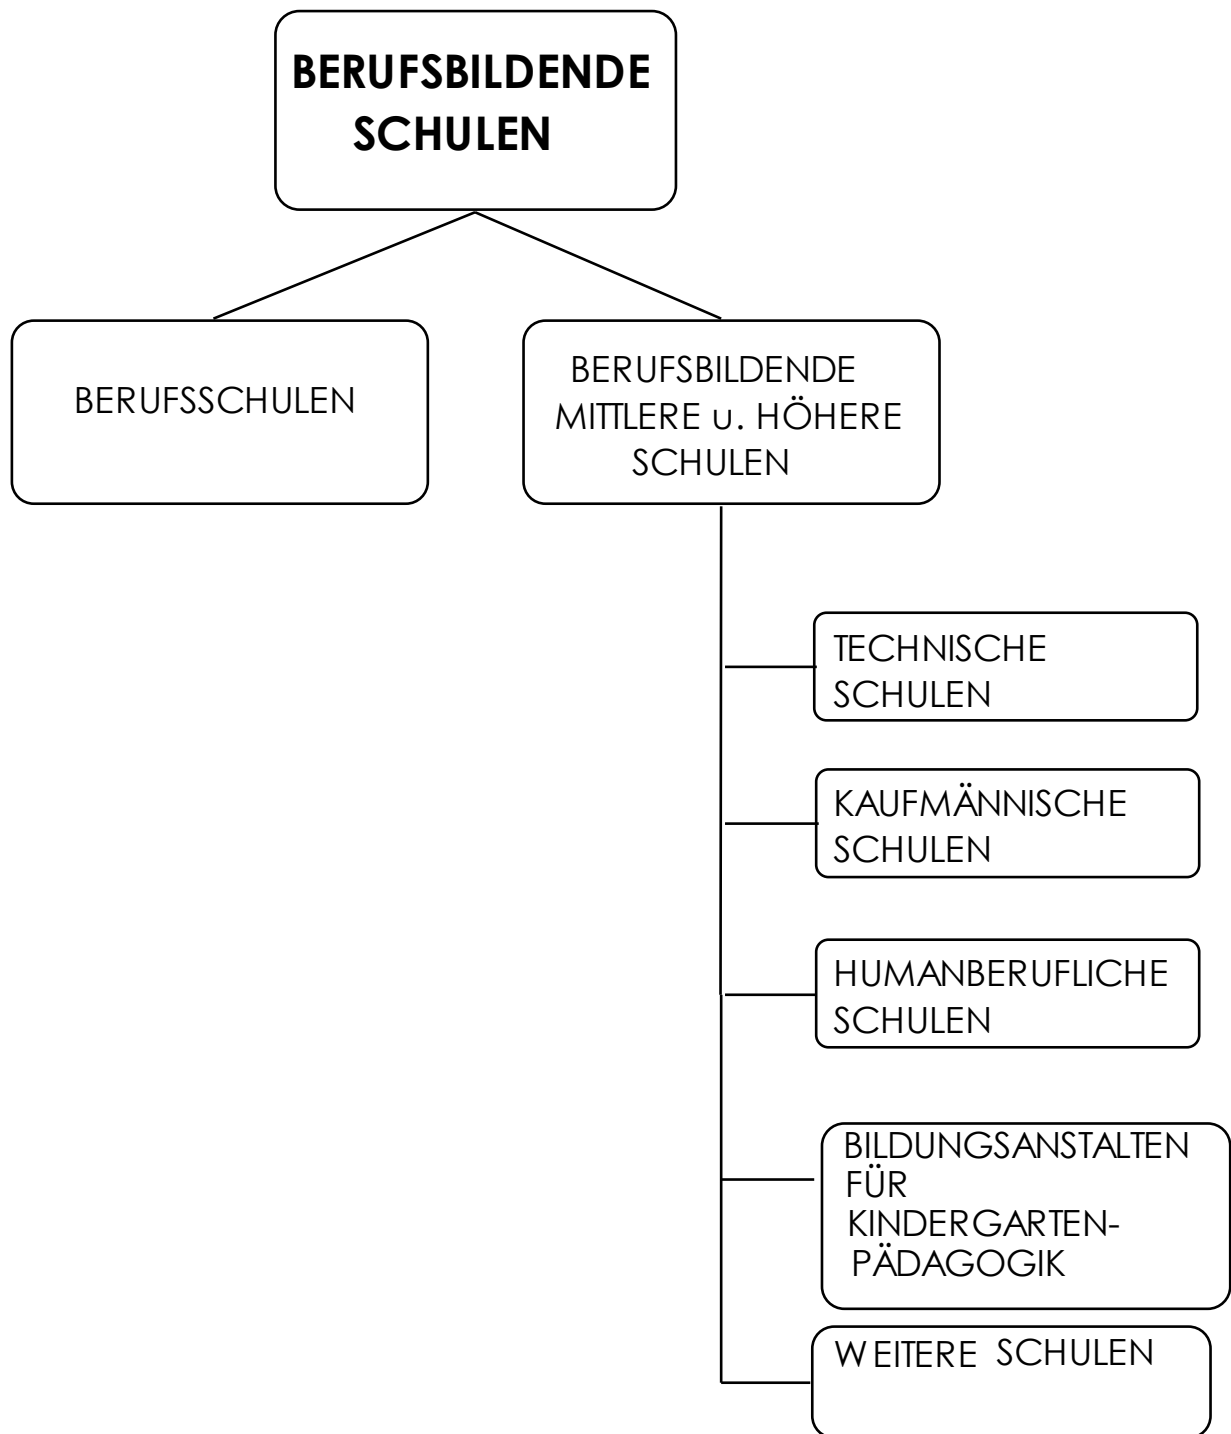 BERUFSBILDENDE
SCHULEN
BERUFSSCHULEN
BERUFSBILDENDE
MITTLERE u. HÖHERE
SCHULEN
TECHNISCHE
SCHULEN
KAUFMÄNNISCHE
SCHULEN
HUMANBERUFLICHE
SCHULEN
BILDUNGSANSTALTEN
FÜR
KINDERGARTEN-
PÄDAGOGIK
WEITERE SCHULEN